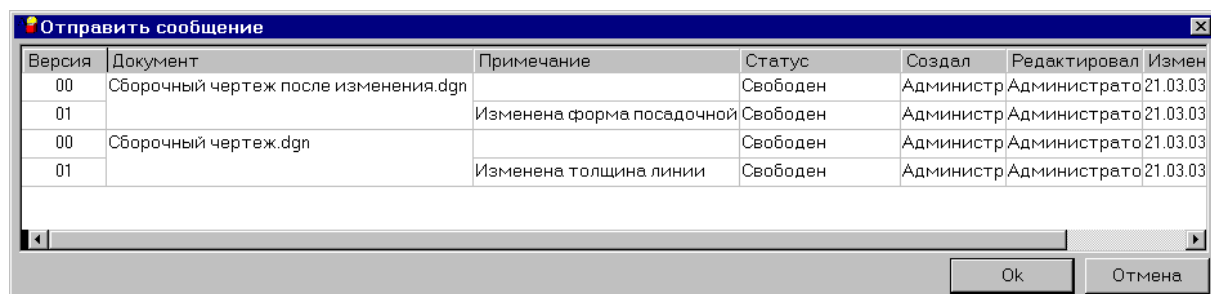 Отправить сообщение
Версия Документ Примечание Статус Создал Редактировал Измен
00 Сборочный чертеж после изменения.dgn Свободен Администр Администрато 21.03.03
01 Изменена форма посадочной Свободен Администр Администрато 21.03.03
00 Сборочный чертеж.dgn Свободен Администр Администрато 21.03.03
01 Изменена толщина линии Свободен Администр Администрато 21.03.03
Ok Отмена